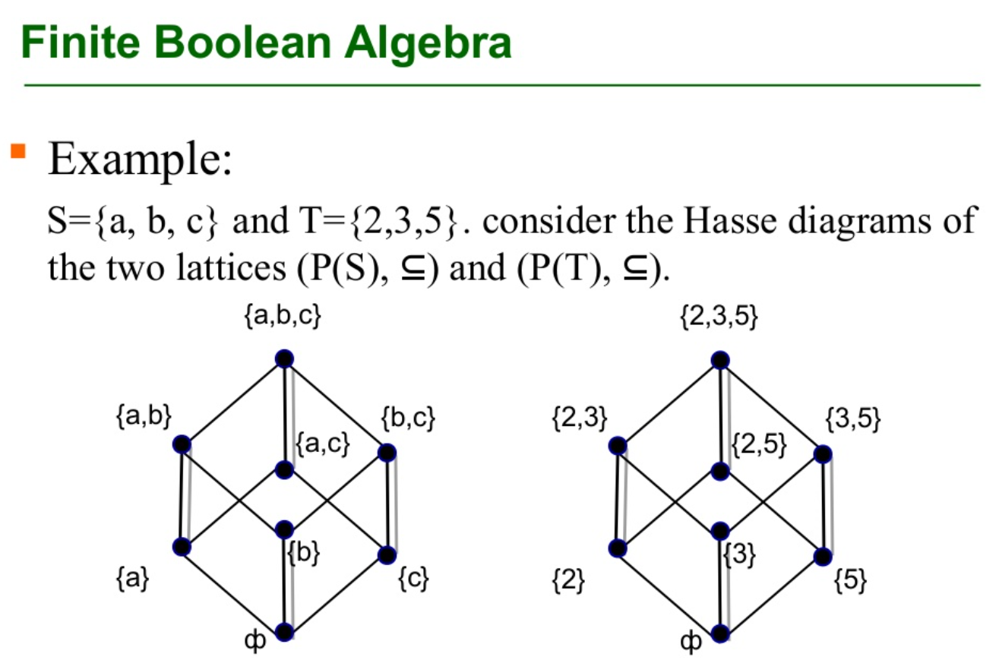 Finite Boolean Algebra
Example:
S={a, b, c} and T={2,3,5}. consider the Hasse diagrams of
the two lattices (P(S), ⊆) and (P(T), ⊆).
{a,b,c}
{a,b}
{b,c}
{a,c}
{b}
{a}
{c}
ф
{2,3,5}
{2,3}
{3,5}
{2,5}
{3}
{2}
{5}
ф